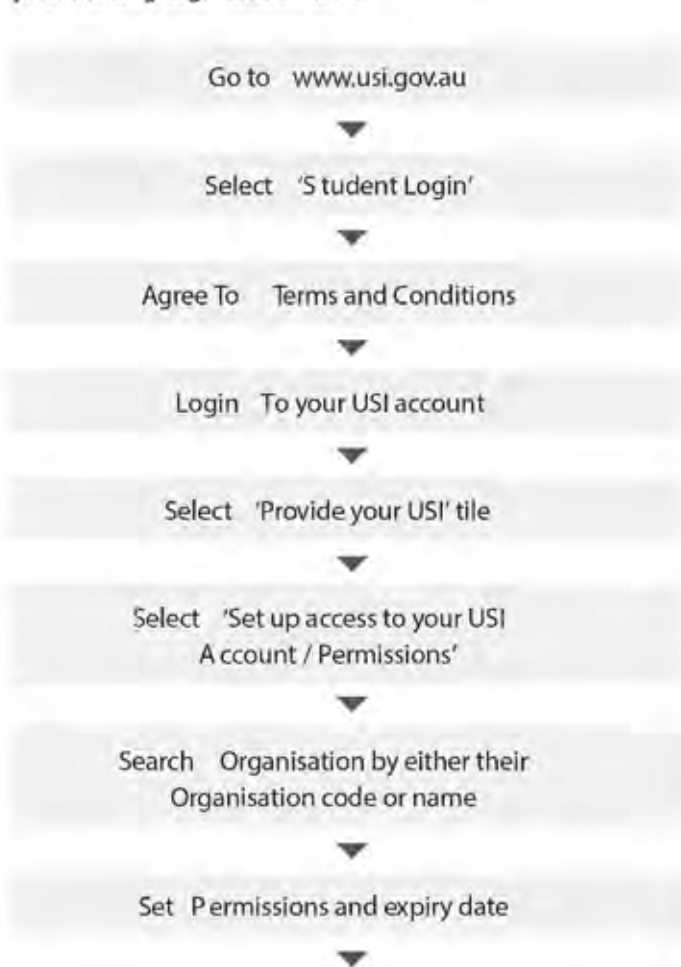 Go to www.usi.gov.au
Select 'S tudent Login'
Agree To Terms and Conditions
Login To your USI account
Select 'Provide your USI' tile
Select 'Set up access to your USI
A ccount / Permissions'
Search Organisation by either their
Organisation code or name
Set P ermissions and expiry date